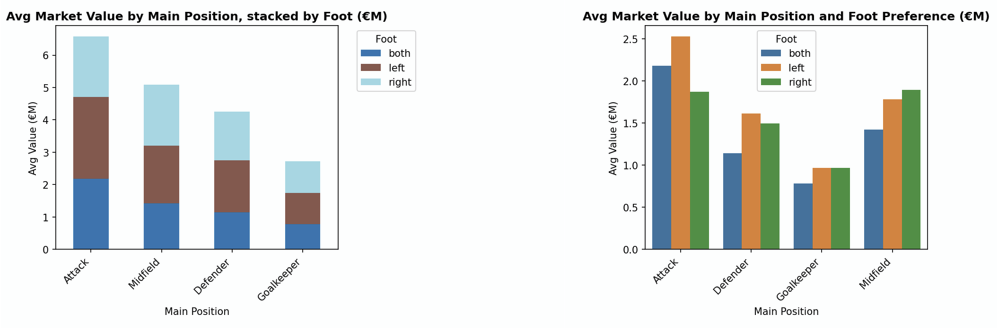 Avg Market Value by Main Position, stacked by Foot (€M)
Avg Value (€M)
6
5
4
3
2
1
0
Foot
both
left
right
Attack
Midfield
Defender
Goalkeeper
Main Position
Avg Market Value by Main Position and Foot Preference (€M)
Avg Value (€M)
2.5
2.0
1.5
1.0
0.5
0.0
Foot
both
left
right
Attack
Defender
Goalkeeper
Midfield
Main Position